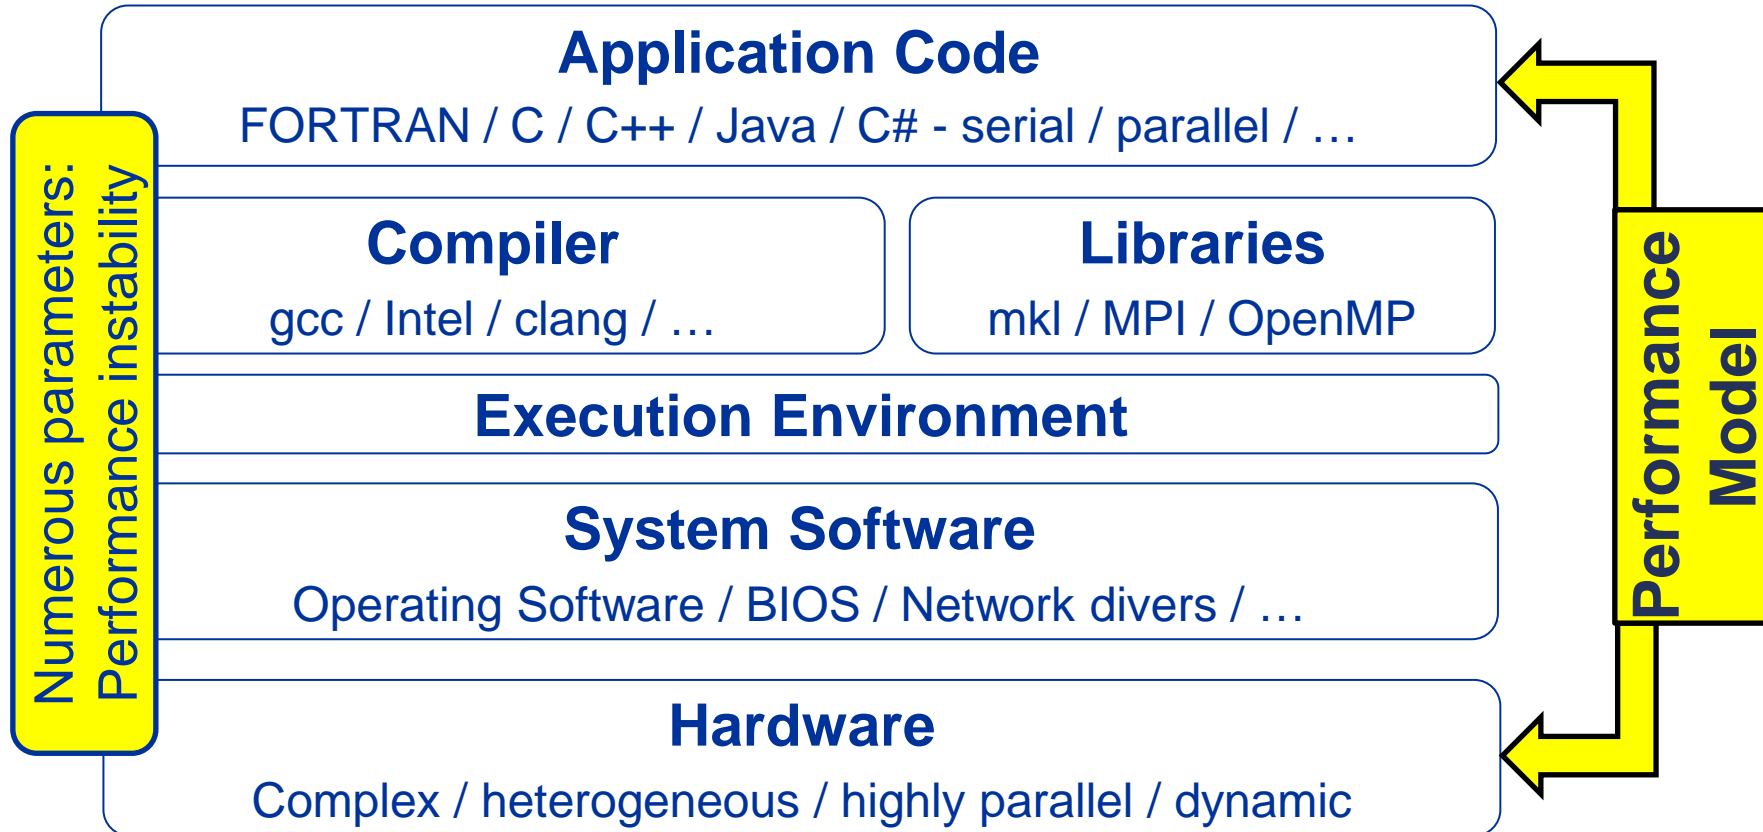 Application Code
FORTRAN / C / C++ / Java / C# - serial / parallel / …
Numerous parameters:
Performance instability
Compiler
gcc / Intel / clang / …
Libraries
mkl / MPI / OpenMP
Execution Environment
System Software
Operating Software / BIOS / Network divers / …
Hardware
Complex / heterogeneous / highly parallel / dynamic
Performance
Model